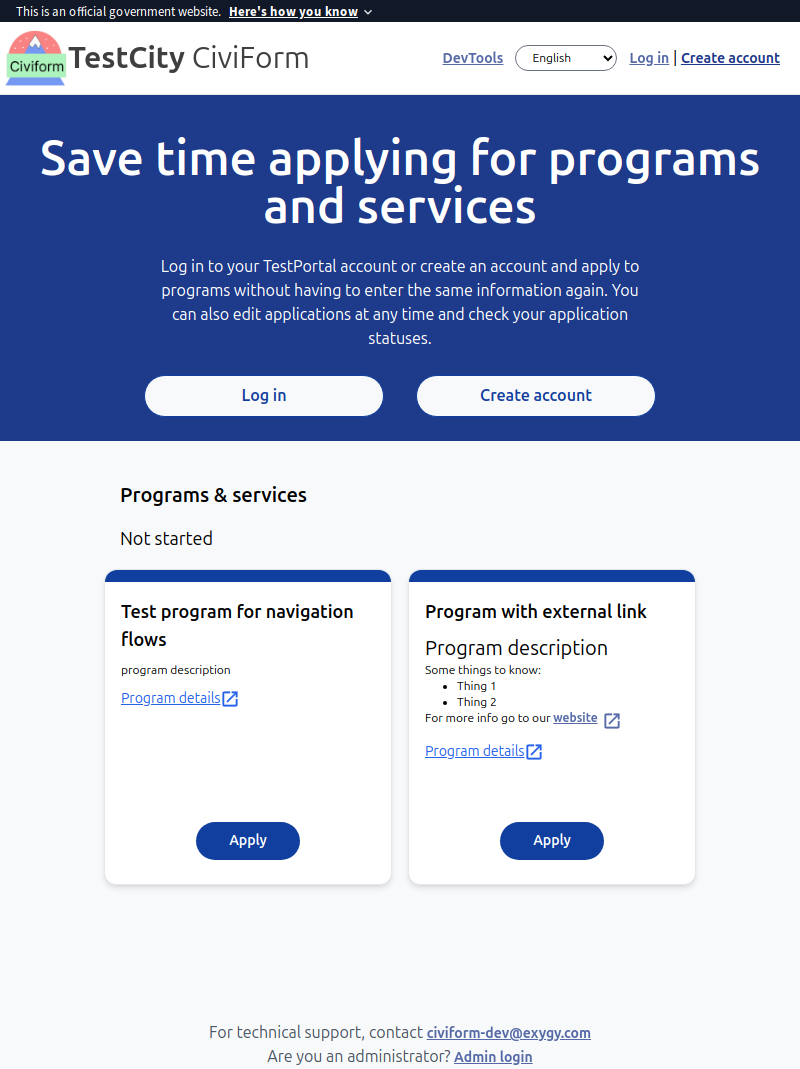 This is an official government website. Here's how you know
Civiform
TestCity CiviForm
DevTools
English
Log in | Create account
Save time applying for programs
and services
Log in to your TestPortal account or create an account and apply to
programs without having to enter the same information again. You
can also edit applications at any time and check your application
statuses.
Log in
Create account
Programs & services
Not started
Test program for navigation
flows
program description
Program details
Apply
Program with external link
Program description
Some things to know:
• Thing 1
• Thing 2
For more info go to our website
Program details
Apply
For technical support, contact civiform-dev@exygy.com
Are you an administrator? Admin login